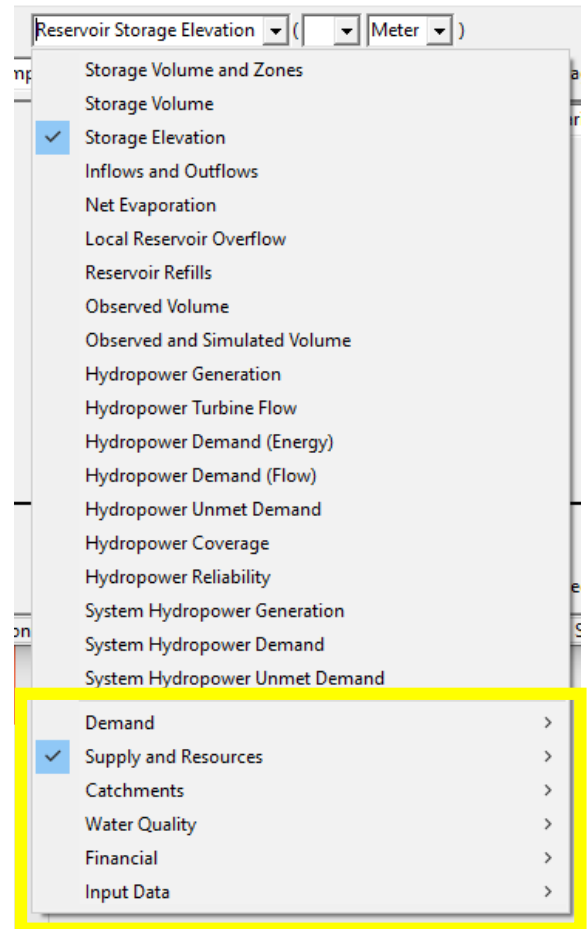 Reservoir Storage Elevation ( Meter )
Storage Volume and Zones
Storage Volume
Storage Elevation
Inflows and Outflows
Net Evaporation
Local Reservoir Overflow
Reservoir Refills
Observed Volume
Observed and Simulated Volume
Hydropower Generation
Hydropower Turbine Flow
Hydropower Demand (Energy)
Hydropower Demand (Flow)
Hydropower Unmet Demand
Hydropower Coverage
Hydropower Reliability
System Hydropower Generation
System Hydropower Demand
System Hydropower Unmet Demand
Demand
Supply and Resources
Catchments
Water Quality
Financial
Input Data